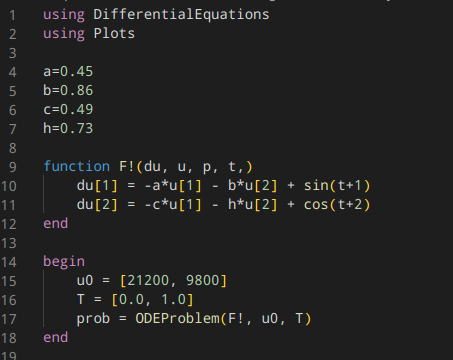 1 using DifferentialEquations
2 using Plots
3
4 a=0.45
5 b=0.86
6 c=0.49
7 h=0.73
8
9 function F!(du, u, p, t,)
10     du[1] = -a*u[1] - b*u[2] + sin(t+1)
11     du[2] = -c*u[1] - h*u[2] + cos(t+2)
12 end
13
14 begin
15     u0 = [21200, 9800]
16     T = [0.0, 1.0]
17     prob = ODEProblem(F!, u0, T)
18 end
19